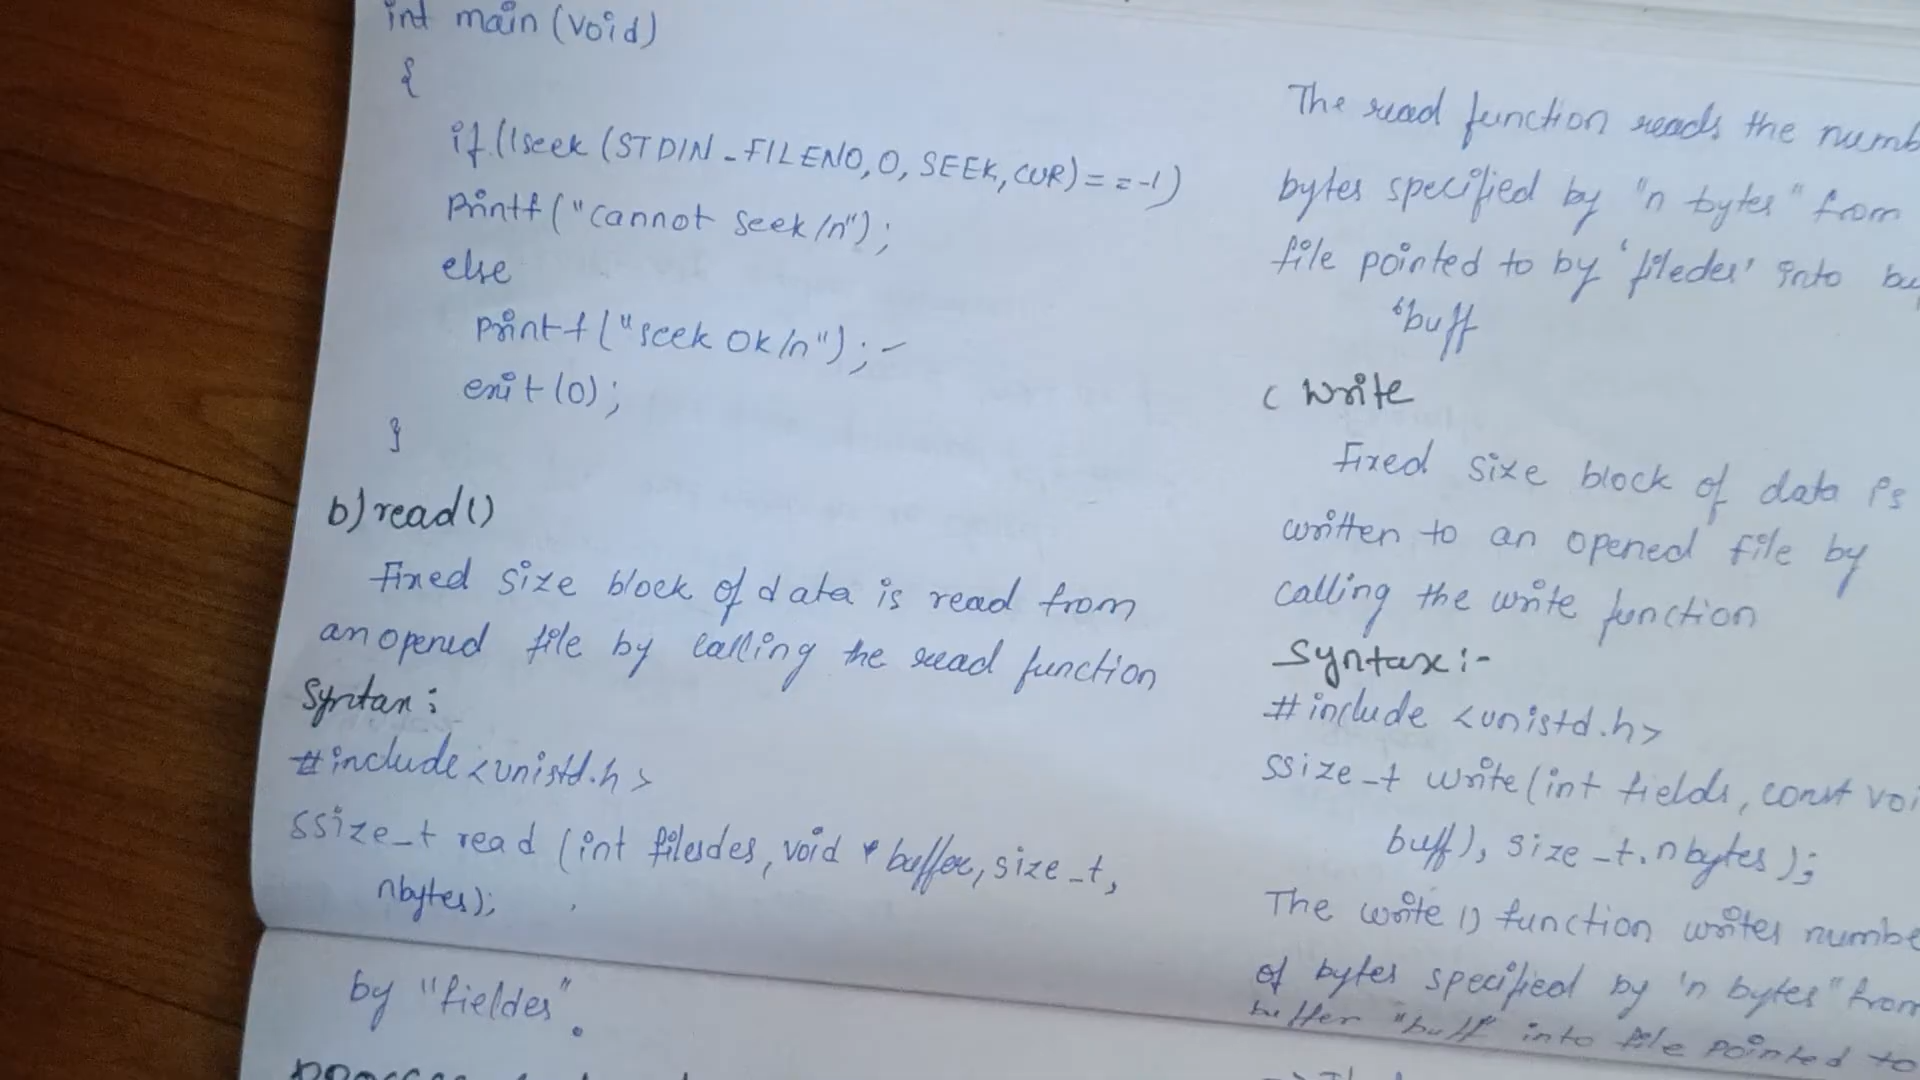 int main (void)
{
if (lseek (STDIN_FILENO, 0, SEEK, CUR) = = -1)
printf ("cannot seek /n");
else
printf ("seek ok /n"); -
exit (0);
}
b) read()
Fixed size block of data is read from
an opened file by calling the read function
Syntax :
#include <unistd.h>
ssize_t read (int filesdes, void * buffer, size_t,
nbytes);
by "fieldes".
The read function reads the numb
bytes specified by "n bytes" from
file pointed to by 'filedes' into bu
"buff
c write
Fixed size block of data is
written to an opened file by
calling the write function
Syntax :-
#include <unistd.h>
ssize_t write (int fields, const voi
buff), size_t. n bytes );
The write () function writes numbe
of bytes specified by 'n bytes" from
buffer "buff" into file pointed to